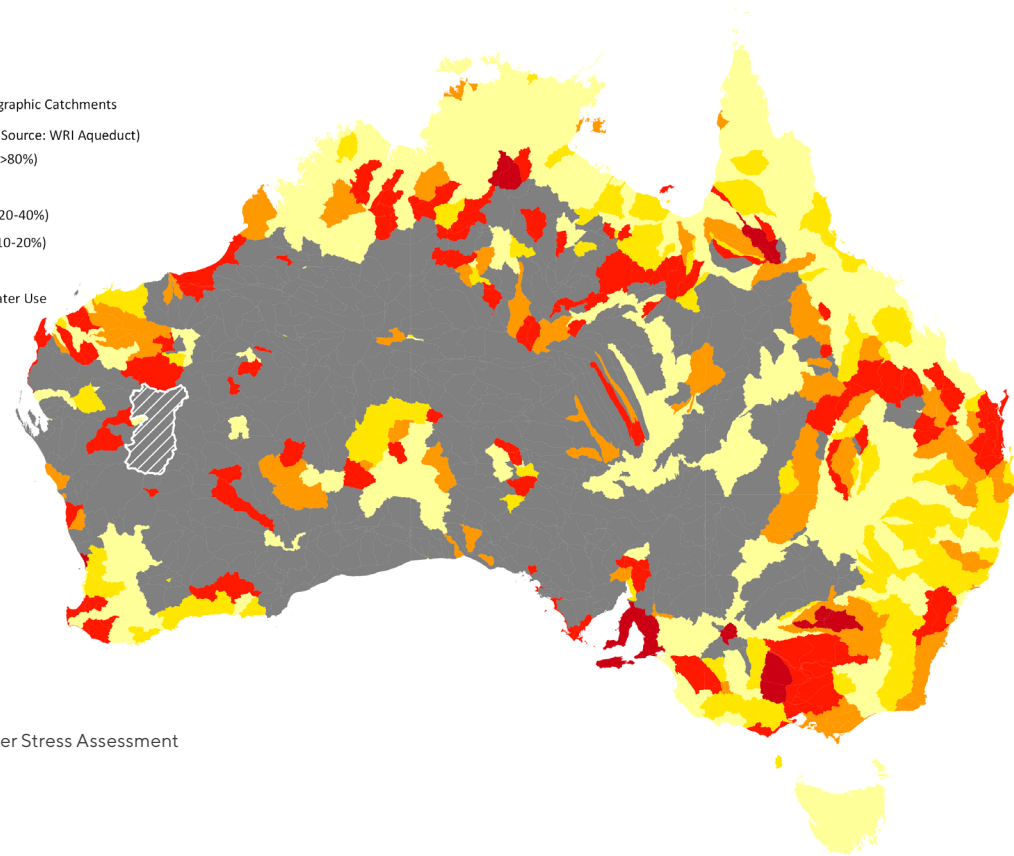 graphic Catchments
Source: WRI Aqueduct)
>80%)
20-40%)
10-20%)
ater Use
er Stress Assessment